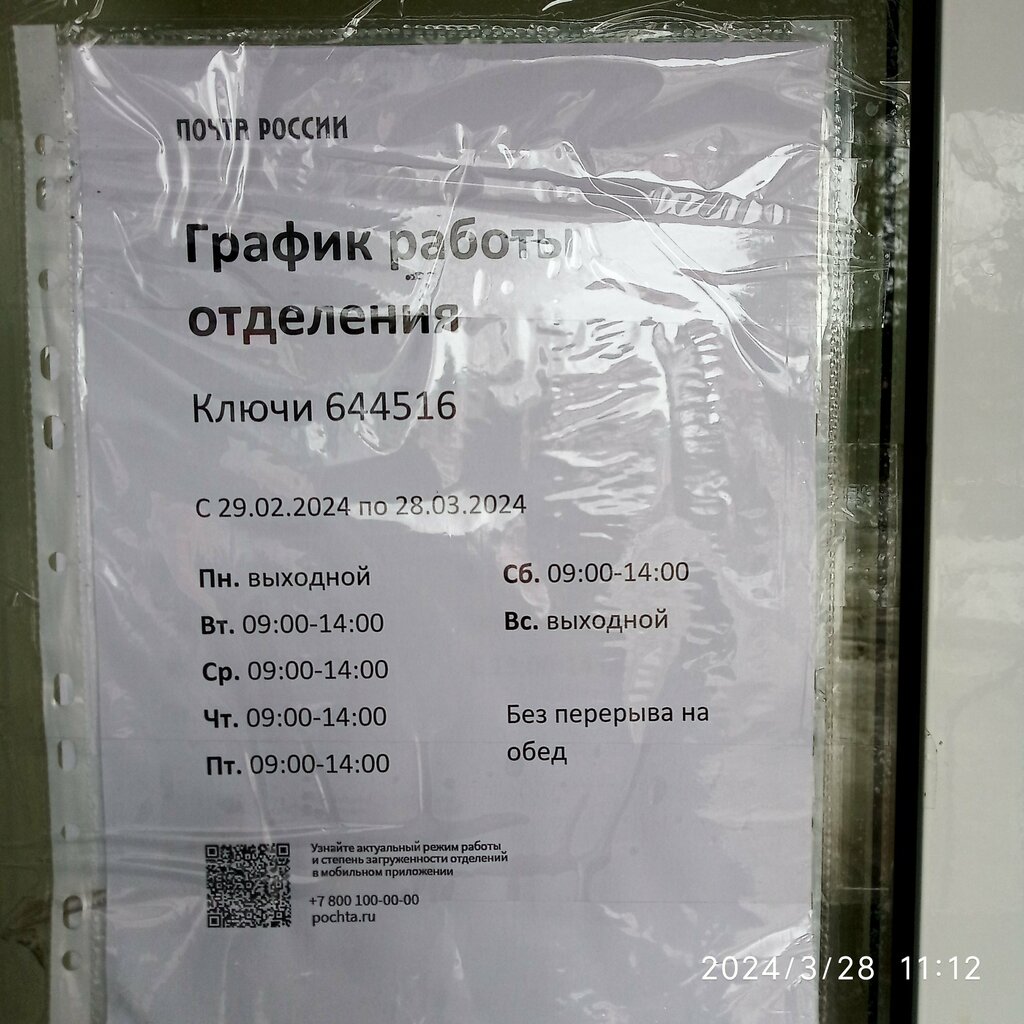 ПОЧТА РОССИИ
График работы
отделения
Ключи 644516
С 29.02.2024 по 28.03.2024
Пн. выходной
Вт. 09:00-14:00
Ср. 09:00-14:00
Чт. 09:00-14:00
Пт. 09:00-14:00
Сб. 09:00-14:00
Вс. выходной
Без перерыва на
обед
Узнайте актуальный режим работы
и степень загруженности отделений
в мобильном приложении
+7 800 100-00-00
pochta.ru
2024/3/28 11:12